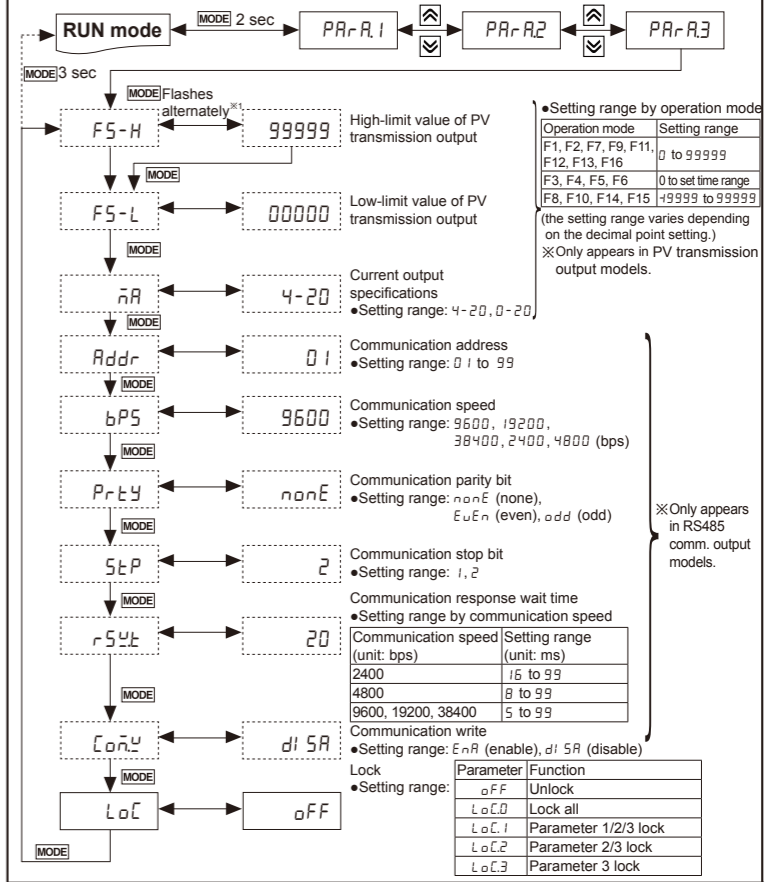 RUN mode
MODE 2 sec
PArA.1
PArA.2
PArA.3
MODE 3 sec
MODE Flashes
alternately※1
FS-H
99999
High-limit value of PV
transmission output
MODE
FS-L
00000
Low-limit value of PV
transmission output
●Setting range by operation mode
Operation mode Setting range
F1, F2, F7, F9, F11,
F12, F13, F16
0 to 99999
F3, F4, F5, F6 0 to set time range
F8, F10, F14, F15 -19999 to 99999
(the setting range varies depending
on the decimal point setting.)
※Only appears in PV transmission
output models.
MODE
mA
4-20
Current output
specifications
●Setting range: 4-20, 0-20
MODE
Addr
01
Communication address
●Setting range: 01 to 99
MODE
bPS
9600
Communication speed
●Setting range: 9600, 19200,
38400, 2400, 4800 (bps)
MODE
PrtY
nonE
Communication parity bit
●Setting range: nonE (none),
EvEn (even), odd (odd)
MODE
StP
2
Communication stop bit
●Setting range: 1, 2
MODE
rSW.t
20
Communication response wait time
●Setting range by communication speed
Communication speed
(unit: bps)
Setting range
(unit: ms)
2400 16 to 99
4800 8 to 99
9600, 19200, 38400 5 to 99
MODE
ComW
diSA
Communication write
●Setting range: EnA (enable), diSA (disable)
※Only appears
in RS485
comm. output
models.
MODE
LoC
oFF
Lock
●Setting range:
Parameter Function
oFF Unlock
LoC.0 Lock all
LoC.1 Parameter 1/2/3 lock
LoC.2 Parameter 2/3 lock
LoC.3 Parameter 3 lock
MODE